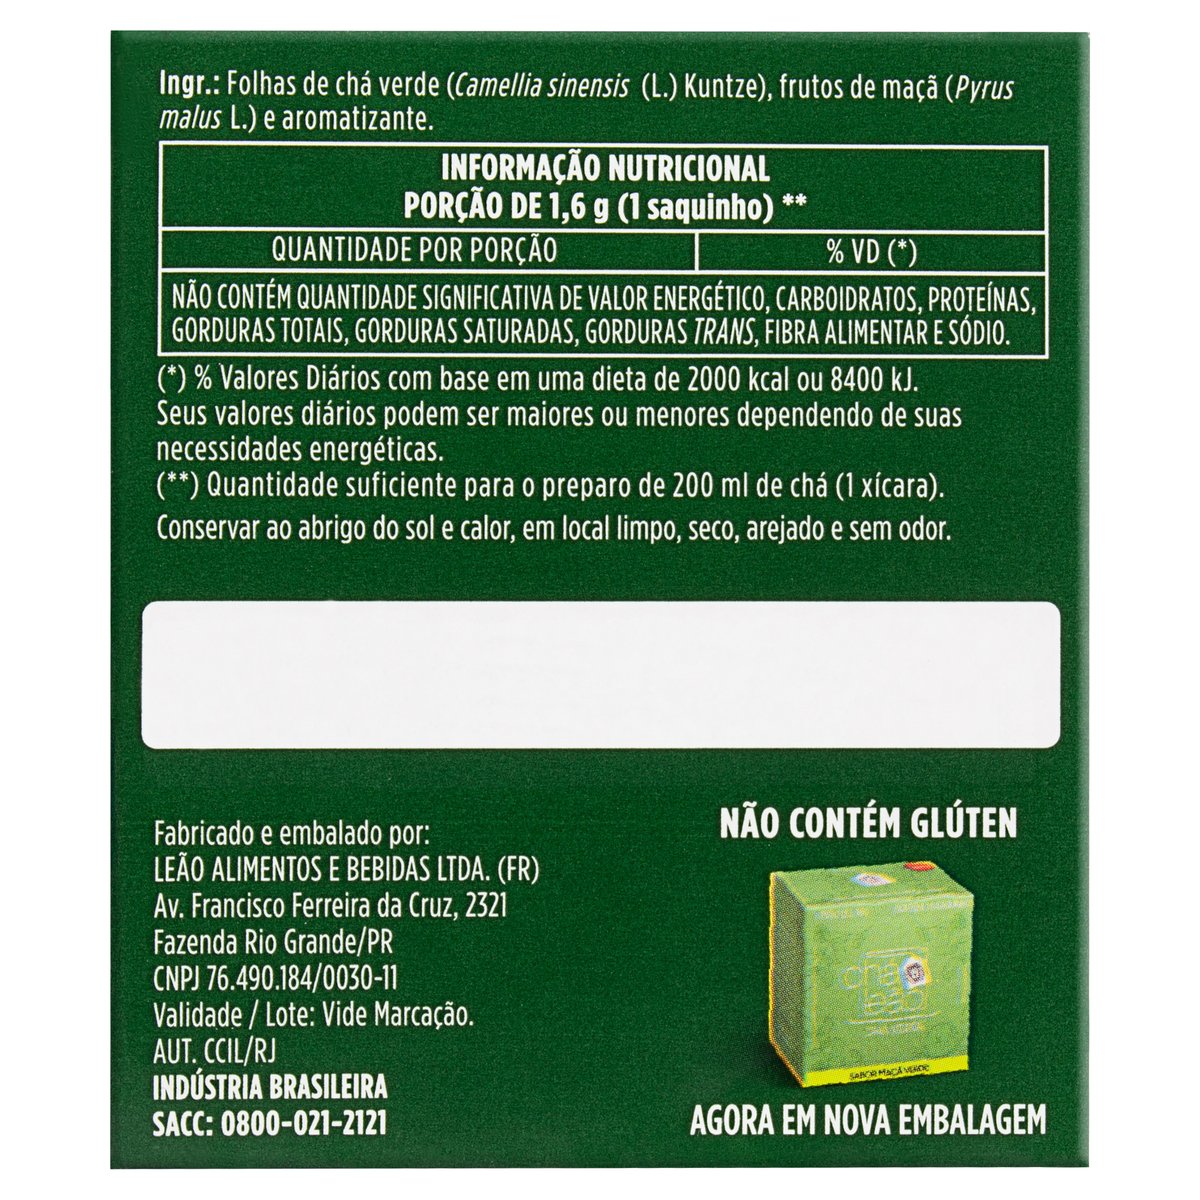 Ingr.: Folhas de chá verde (Camellia sinensis (L.) Kuntze), frutos de maçã (Pyrus
malus L.) e aromatizante.
INFORMAÇÃO NUTRICIONAL
PORÇÃO DE 1,6 g (1 saquinho) **
QUANTIDADE POR PORÇÃO
% VD (*)
NÃO CONTÉM QUANTIDADE SIGNIFICATIVA DE VALOR ENERGÉTICO, CARBOIDRATOS, PROTEÍNAS,
GORDURAS TOTAIS, GORDURAS SATURADAS, GORDURAS TRANS, FIBRA ALIMENTAR E SÓDIO.
(*) % Valores Diários com base em uma dieta de 2000 kcal ou 8400 kJ.
Seus valores diários podem ser maiores ou menores dependendo de suas
necessidades energéticas.
(**) Quantidade suficiente para o preparo de 200 ml de chá (1 xícara).
Conservar ao abrigo do sol e calor, em local limpo, seco, arejado e sem odor.
Fabricado e embalado por:
LEÃO ALIMENTOS E BEBIDAS LTDA. (FR)
Av. Francisco Ferreira da Cruz, 2321
Fazenda Rio Grande/PR
CNPJ 76.490.184/0030-11
Validade / Lote: Vide Marcação.
AUT. CCIL/RJ
INDÚSTRIA BRASILEIRA
SACC: 0800-021-2121
NÃO CONTÉM GLÚTEN
chá
leão
SABOR MAÇÃ VERDE
AGORA EM NOVA EMBALAGEM